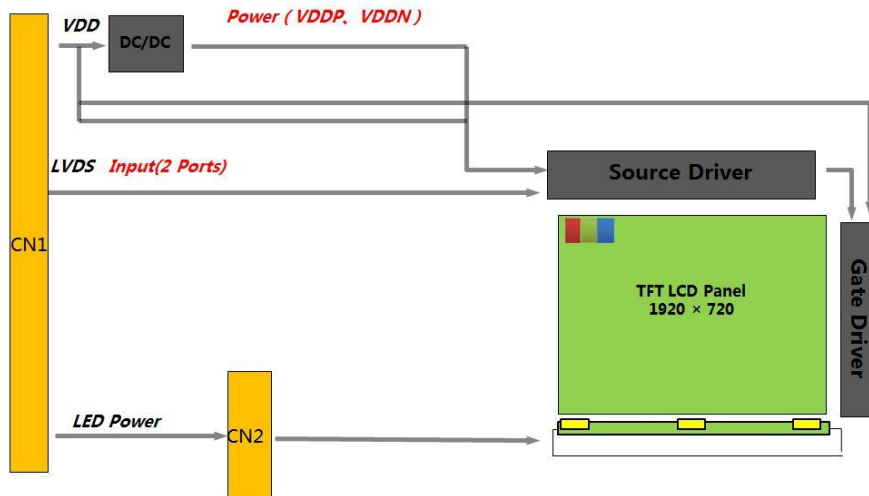 VDD
DC/DC
Power ( VDDP、VDDN )
LVDS Input(2 Ports)
Source Driver
CN1
TFT LCD Panel
1920 × 720
Gate Driver
LED Power
CN2